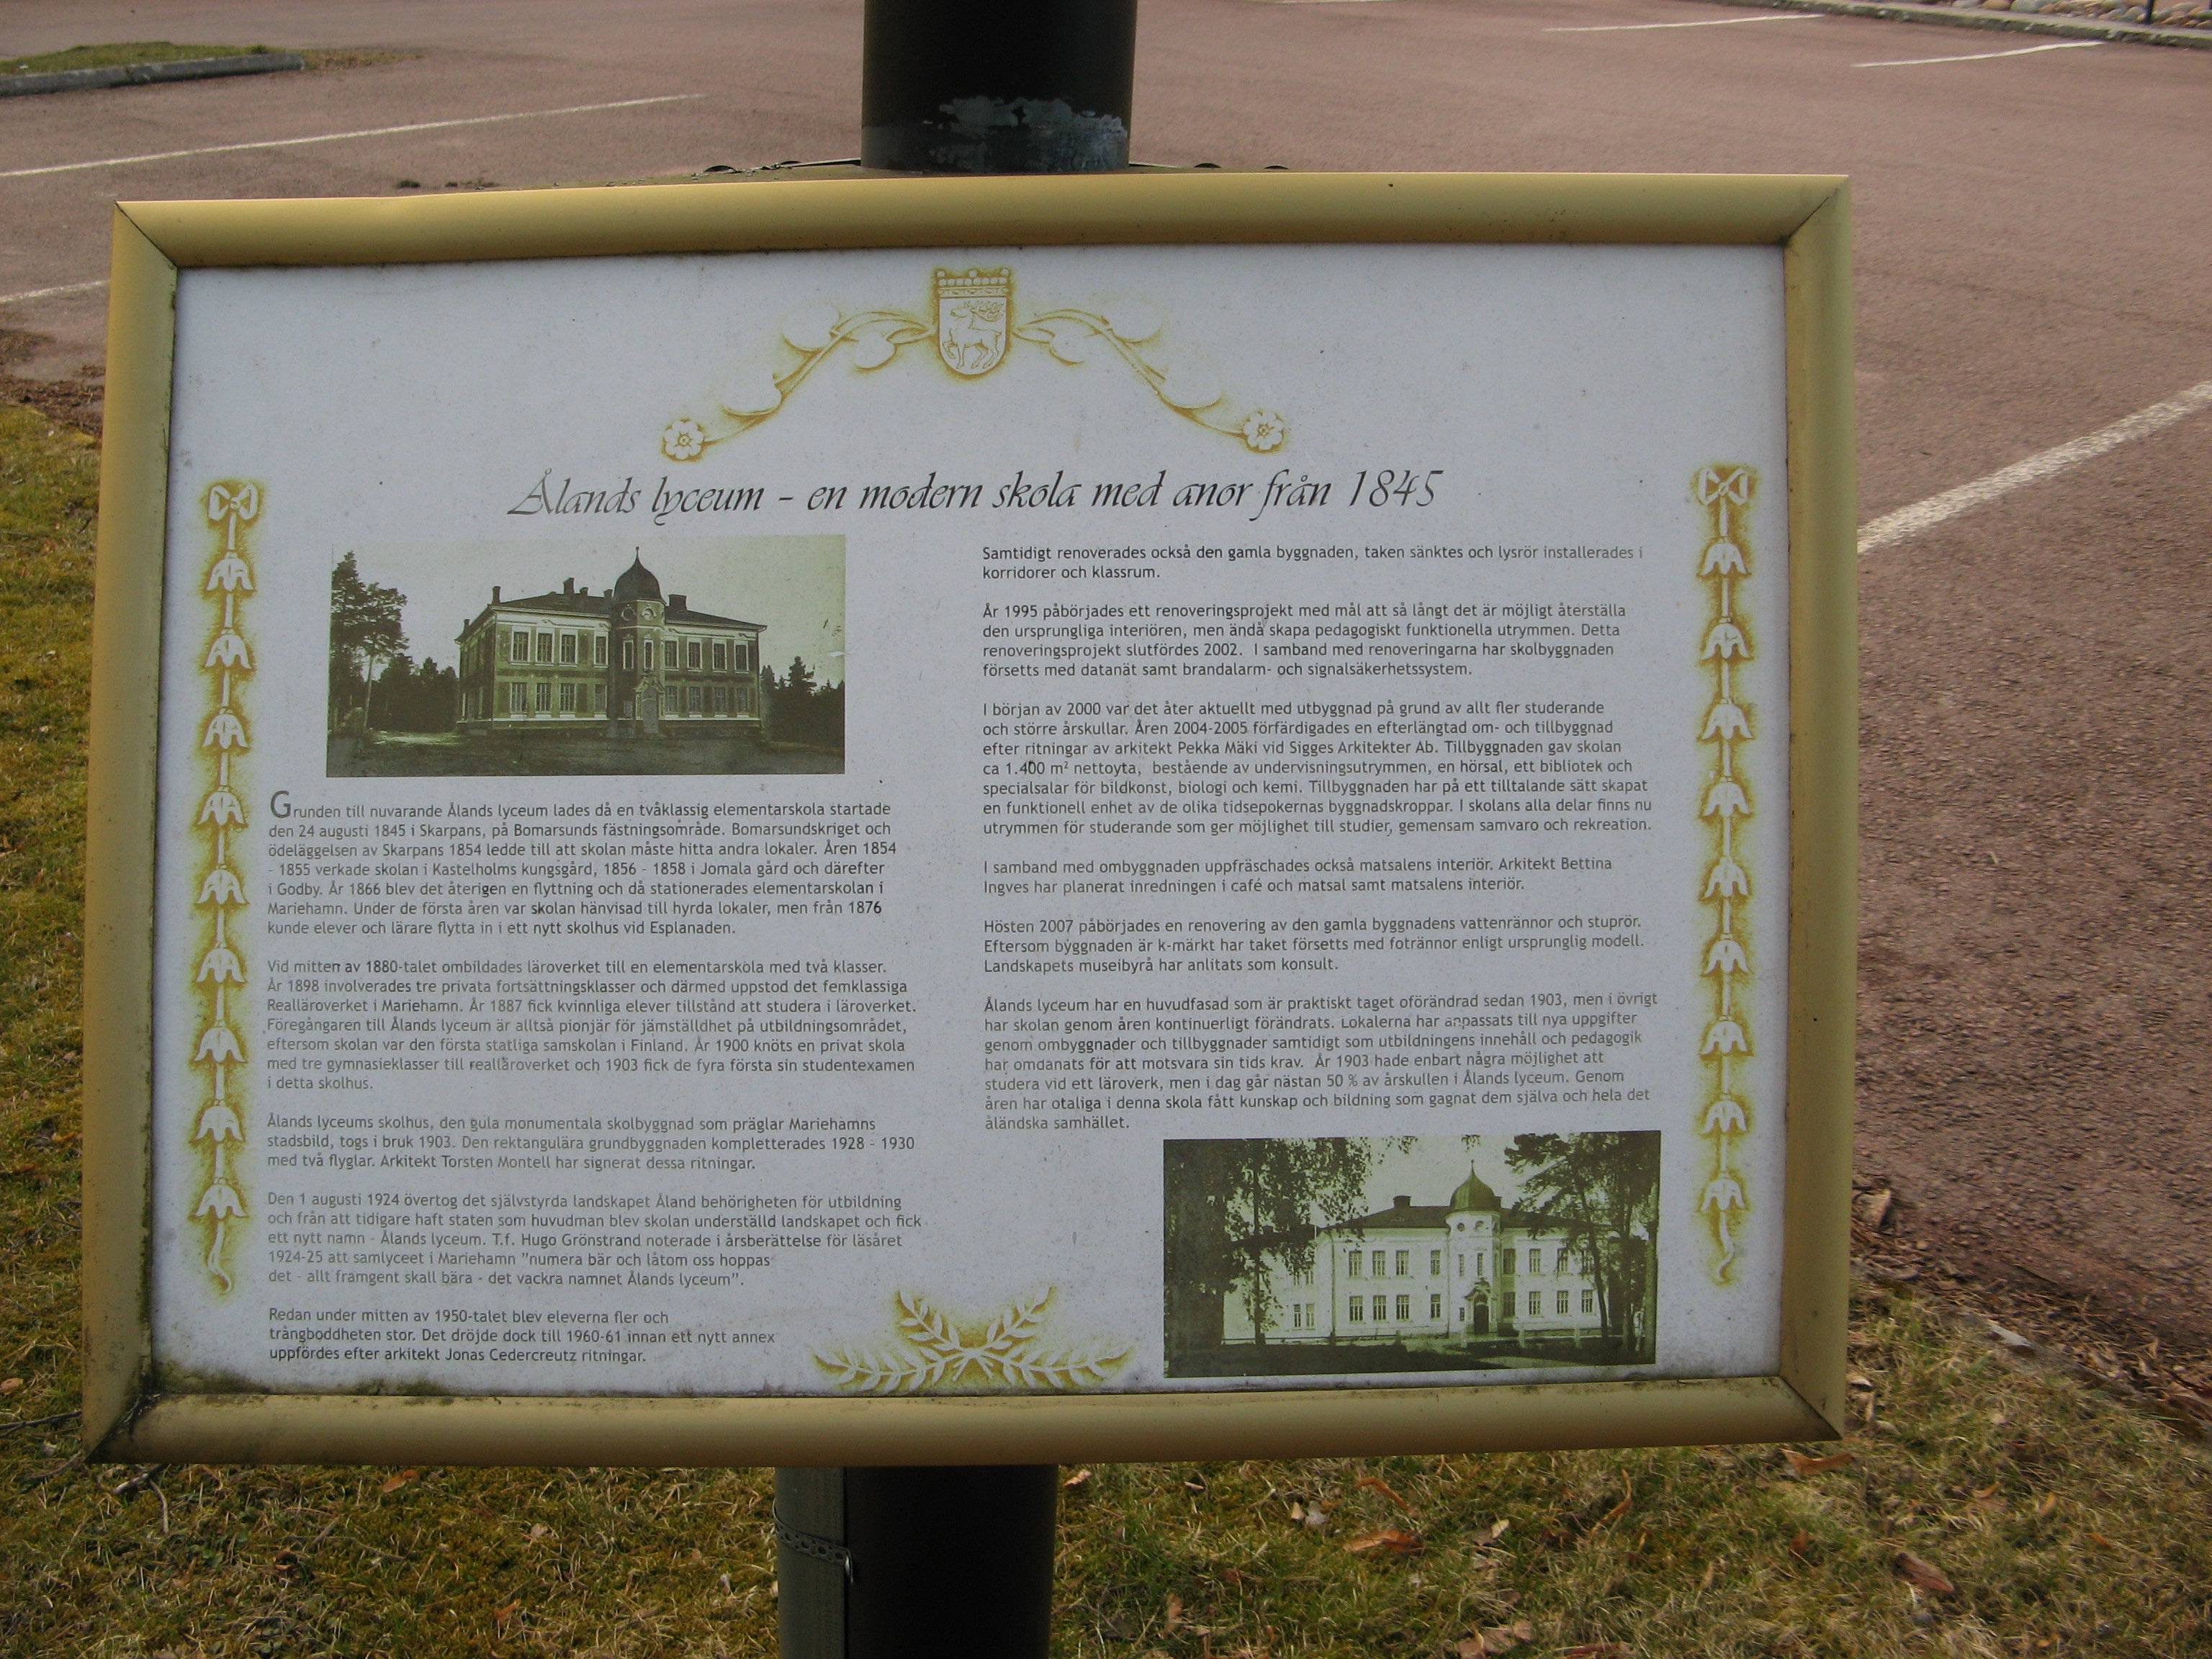 Ålands lyceum - en modern skola med anor från 1845
Grunden till nuvarande Ålands lyceum lades då en tvåklassig elementarskola startade
den 24 augusti 1845 i Skarpans, på Bomarsunds fästningsområde. Bomarsundskriget och
ödeläggelsen av Skarpans 1854 ledde till att skolan måste hitta andra lokaler. Åren 1854
- 1855 verkade skolan i Kastelholms kungsgård, 1856 - 1858 i Jomala gård och därefter
i Godby. År 1866 blev det återigen en flyttning och då stationerades elementarskolan i
Mariehamn. Under de första åren var skolan hänvisad till hyrda lokaler, men från 1876
kunde elever och lärare flytta in i ett nytt skolhus vid Esplanaden.
Vid mitten av 1880-talet ombildades läroverket till en elementarskola med två klasser.
År 1898 involverades tre privata fortsättningsklasser och därmed uppstod det femklassiga
Realläroverket i Mariehamn. År 1887 fick kvinnliga elever tillstånd att studera i läroverket.
Föregångaren till Ålands lyceum är alltså pionjär för jämställdhet på utbildningsområdet,
eftersom skolan var den första statliga samskolan i Finland. År 1900 knöts en privat skola
med tre gymnasieklasser till realläroverket och 1903 fick de fyra första sin studentexamen
i detta skolhus.
Ålands lyceums skolhus, den gula monumentala skolbyggnad som präglar Mariehamns
stadsbild, togs i bruk 1903. Den rektangulära grundbyggnaden kompletterades 1928 - 1930
med två flyglar. Arkitekt Torsten Montell har signerat dessa ritningar.
Den 1 augusti 1924 övertog det självstyrda landskapet Åland behörigheten för utbildning
och från att tidigare haft staten som huvudman blev skolan underställd landskapet och fick
ett nytt namn - Ålands lyceum. T.f. Hugo Grönstrand noterade i årsberättelse för läsåret
1924-25 att samlyceet i Mariehamn "numera bär och låtom oss hoppas
det - allt framgent skall bära - det vackra namnet Ålands lyceum".
Redan under mitten av 1950-talet blev eleverna fler och
trångboddheten stor. Det dröjde dock till 1960-61 innan ett nytt annex
uppfördes efter arkitekt Jonas Cedercreutz ritningar.
Samtidigt renoverades också den gamla byggnaden, taken sänktes och lysrör installerades i
korridorer och klassrum.
År 1995 påbörjades ett renoveringsprojekt med mål att så långt det är möjligt återställa
den ursprungliga interiören, men ändå skapa pedagogiskt funktionella utrymmen. Detta
renoveringsprojekt slutfördes 2002. I samband med renoveringarna har skolbyggnaden
försetts med datanät samt brandalarm- och signalsäkerhetssystem.
I början av 2000 var det åter aktuellt med utbyggnad på grund av allt fler studerande
och större årskullar. Åren 2004-2005 förfärdigades en efterlängtad om- och tillbyggnad
efter ritningar av arkitekt Pekka Mäki vid Sigges Arkitekter Ab. Tillbyggnaden gav skolan
ca 1.400 m² nettoyta, bestående av undervisningsutrymmen, en hörsal, ett bibliotek och
specialsalar för bildkonst, biologi och kemi. Tillbyggnaden har på ett tilltalande sätt skapat
en funktionell enhet av de olika tidsepokernas byggnadskroppar. I skolans alla delar finns nu
utrymmen för studerande som ger möjlighet till studier, gemensam samvaro och rekreation.
I samband med ombyggnaden uppfräschades också matsalens interiör. Arkitekt Bettina
Ingves har planerat inredningen i café och matsal samt matsalens interiör.
Hösten 2007 påbörjades en renovering av den gamla byggnadens vattenrännor och stuprör.
Eftersom byggnaden är k-märkt har taket försetts med fotrännor enligt ursprunglig modell.
Landskapets museibyrå har anlitats som konsult.
Ålands lyceum har en huvudfasad som är praktiskt taget oförändrad sedan 1903, men i övrigt
har skolan genom åren kontinuerligt förändrats. Lokalerna har anpassats till nya uppgifter
genom ombyggnader och tillbyggnader samtidigt som utbildningens innehåll och pedagogik
har omdanats för att motsvara sin tids krav. År 1903 hade enbart några möjlighet att
studera vid ett läroverk, men i dag går nästan 50 % av årskullen i Ålands lyceum. Genom
åren har otaliga i denna skola fått kunskap och bildning som gagnat dem själva och hela det
åländska samhället.